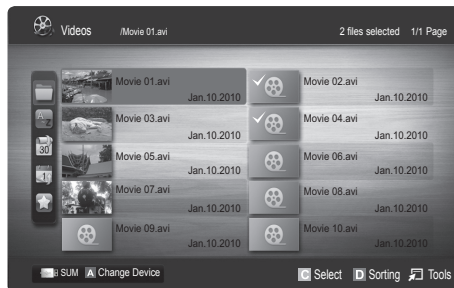 Videos /Movie 01.avi 2 files selected 1/1 Page
Movie 01.avi Movie 02.avi
Jan.10.2010 Jan.10.2010
Movie 03.avi Movie 04.avi
Jan.10.2010 Jan.10.2010
Movie 05.avi Movie 06.avi
Jan.10.2010 Jan.10.2010
Movie 07.avi Movie 08.avi
Jan.10.2010 Jan.10.2010
Movie 09.avi Movie 10.avi
Jan.10.2010 Jan.10.2010
A
Z
30
SUM A Change Device C Select D Sorting Tools